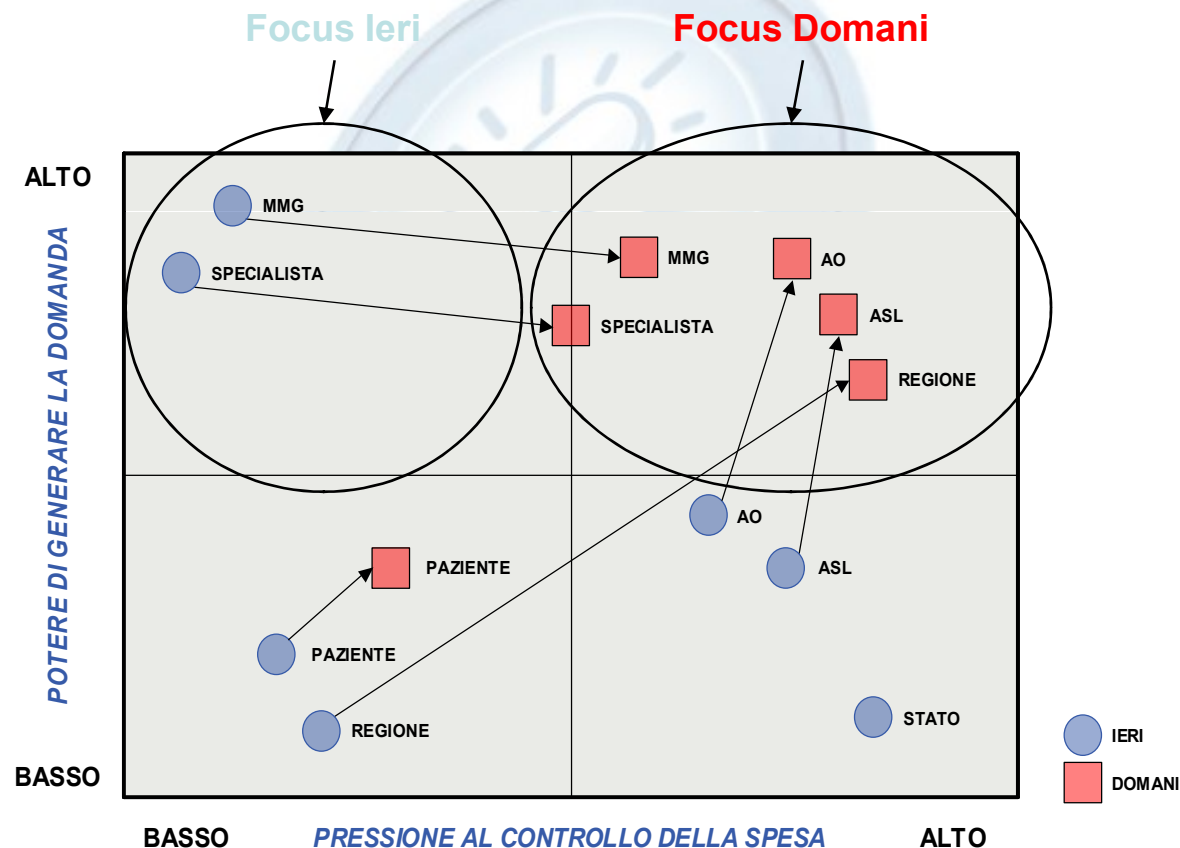 Focus Ieri
Focus Domani
ALTO
MMG
SPECIALISTA
MMG
AO
SPECIALISTA
ASL
REGIONE
POTERE DI GENERARE LA DOMANDA
AO
PAZIENTE
ASL
PAZIENTE
REGIONE
STATO
IERI
BASSO
DOMANI
BASSO
PRESSIONE AL CONTROLLO DELLA SPESA
ALTO